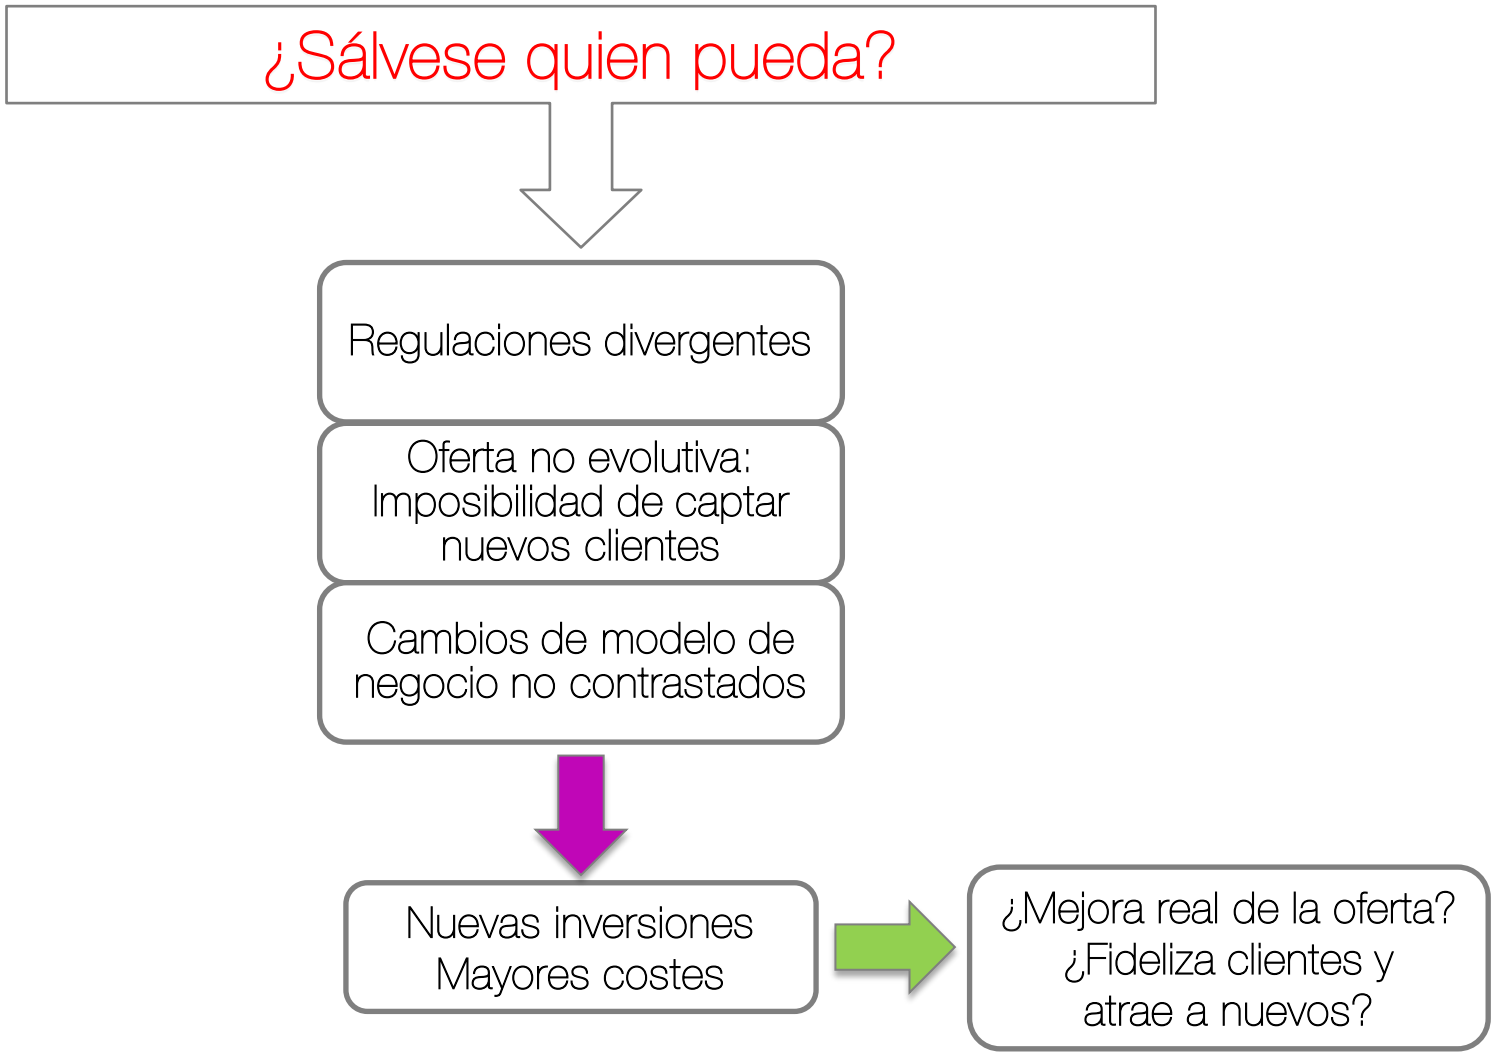 ¿Sálvese quien pueda?
Regulaciones divergentes
Oferta no evolutiva:
Imposibilidad de captar
nuevos clientes
Cambios de modelo de
negocio no contrastados
Nuevas inversiones
Mayores costes
¿Mejora real de la oferta?
¿Fideliza clientes y
atrae a nuevos?